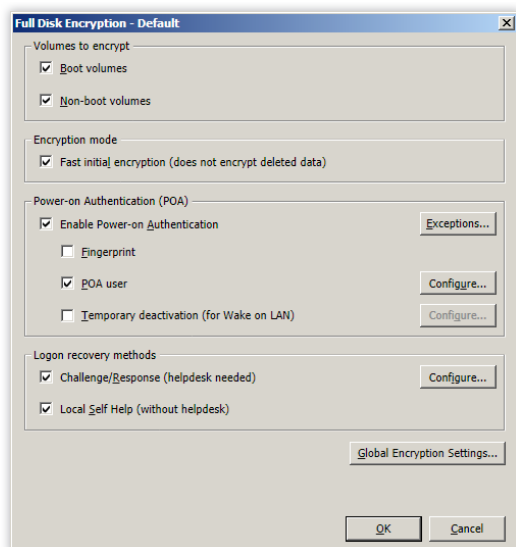 Full Disk Encryption - Default
Volumes to encrypt
Boot volumes
Non-boot volumes
Encryption mode
Fast initial encryption (does not encrypt deleted data)
Power-on Authentication (POA)
Enable Power-on Authentication
Exceptions...
Fingerprint
POA user
Configure...
Temporary deactivation (for Wake on LAN)
Configure...
Logon recovery methods
Challenge/Response (helpdesk needed)
Configure...
Local Self Help (without helpdesk)
Global Encryption Settings...
OK
Cancel